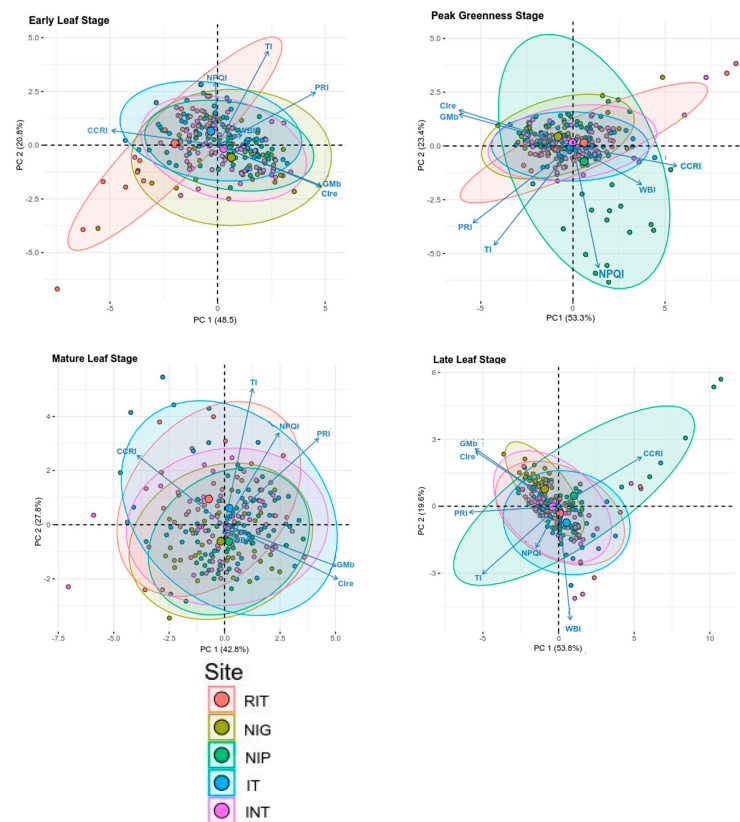 Early Leaf Stage
Peak Greenness Stage
5.0
2.5
0.0
-2.5
-5.0
PC 2 (20.8%)
TI
NPQI
PRI
CCRI
WBI
GMb
CIre
-5
0
5
PC 1 (48.5)
5.0
2.5
0.0
-2.5
-5.0
PC 2 (23.4%)
CIre
GMb
CCRI
WBI
PRI
TI
NPQI
-5
0
5
PC1 (53.3%)
Mature Leaf Stage
Late Leaf Stage
4
2
0
-2
PC 2 (27.8%)
TI
NPQI
PRI
CCRI
GMb
CIre
-7.5
-5.0
-2.5
0.0
2.5
5.0
PC 1 (42.8%)
6
3
0
-3
PC 2 (19.6%)
GMb
CIre
CCRI
PRI
NPQI
TI
WBI
-5
0
5
10
PC 1 (53.8%)
Site
RIT
NIG
NIP
IT
INT